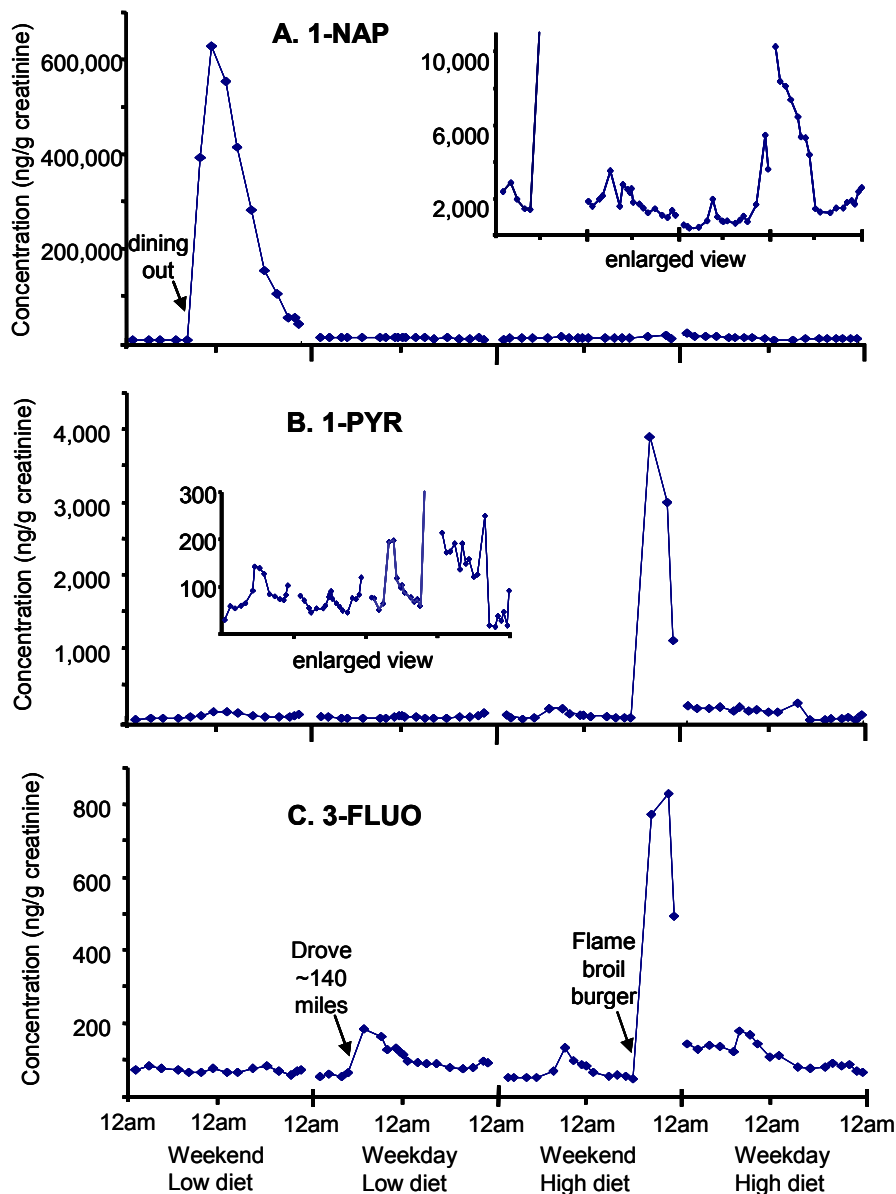 A. 1-NAP
Concentration (ng/g creatinine)
600,000
400,000
200,000
dining
out
10,000
6,000
2,000
enlarged view
B. 1-PYR
Concentration (ng/g creatinine)
4,000
3,000
2,000
1,000
300
200
100
enlarged view
C. 3-FLUO
Concentration (ng/g creatinine)
800
600
400
200
Drove
~140
miles
Flame
broil
burger
12am 12am 12am 12am 12am 12am 12am 12am 12am
Weekend Weekday Weekend Weekday
Low diet Low diet High diet High diet